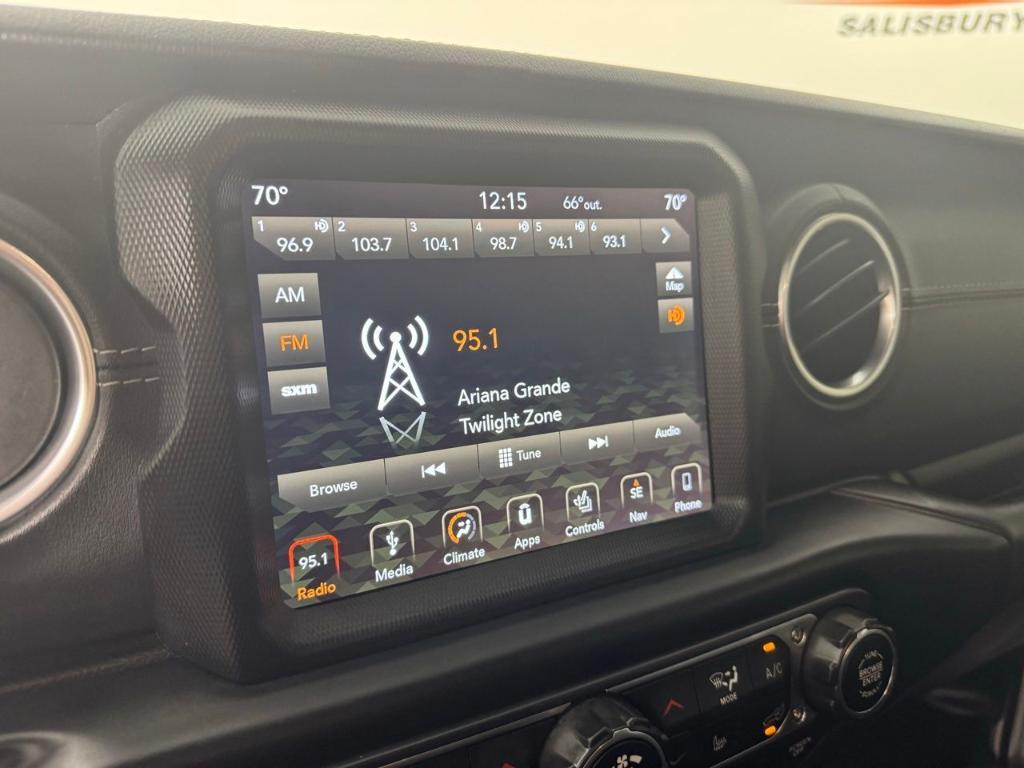 SALISBURY
70° 12:15 66° out. 70°
1 2 3 4 5 6
96.9 103.7 104.1 98.7 94.1 93.1
AM
Map
FM
95.1
sxm
Ariana Grande
Twilight Zone
Browse Tune Audio
95.1 SE
Radio Media Climate Apps Controls Nav Phone
MODE A/C
TUNE
BROWSE
ENTER